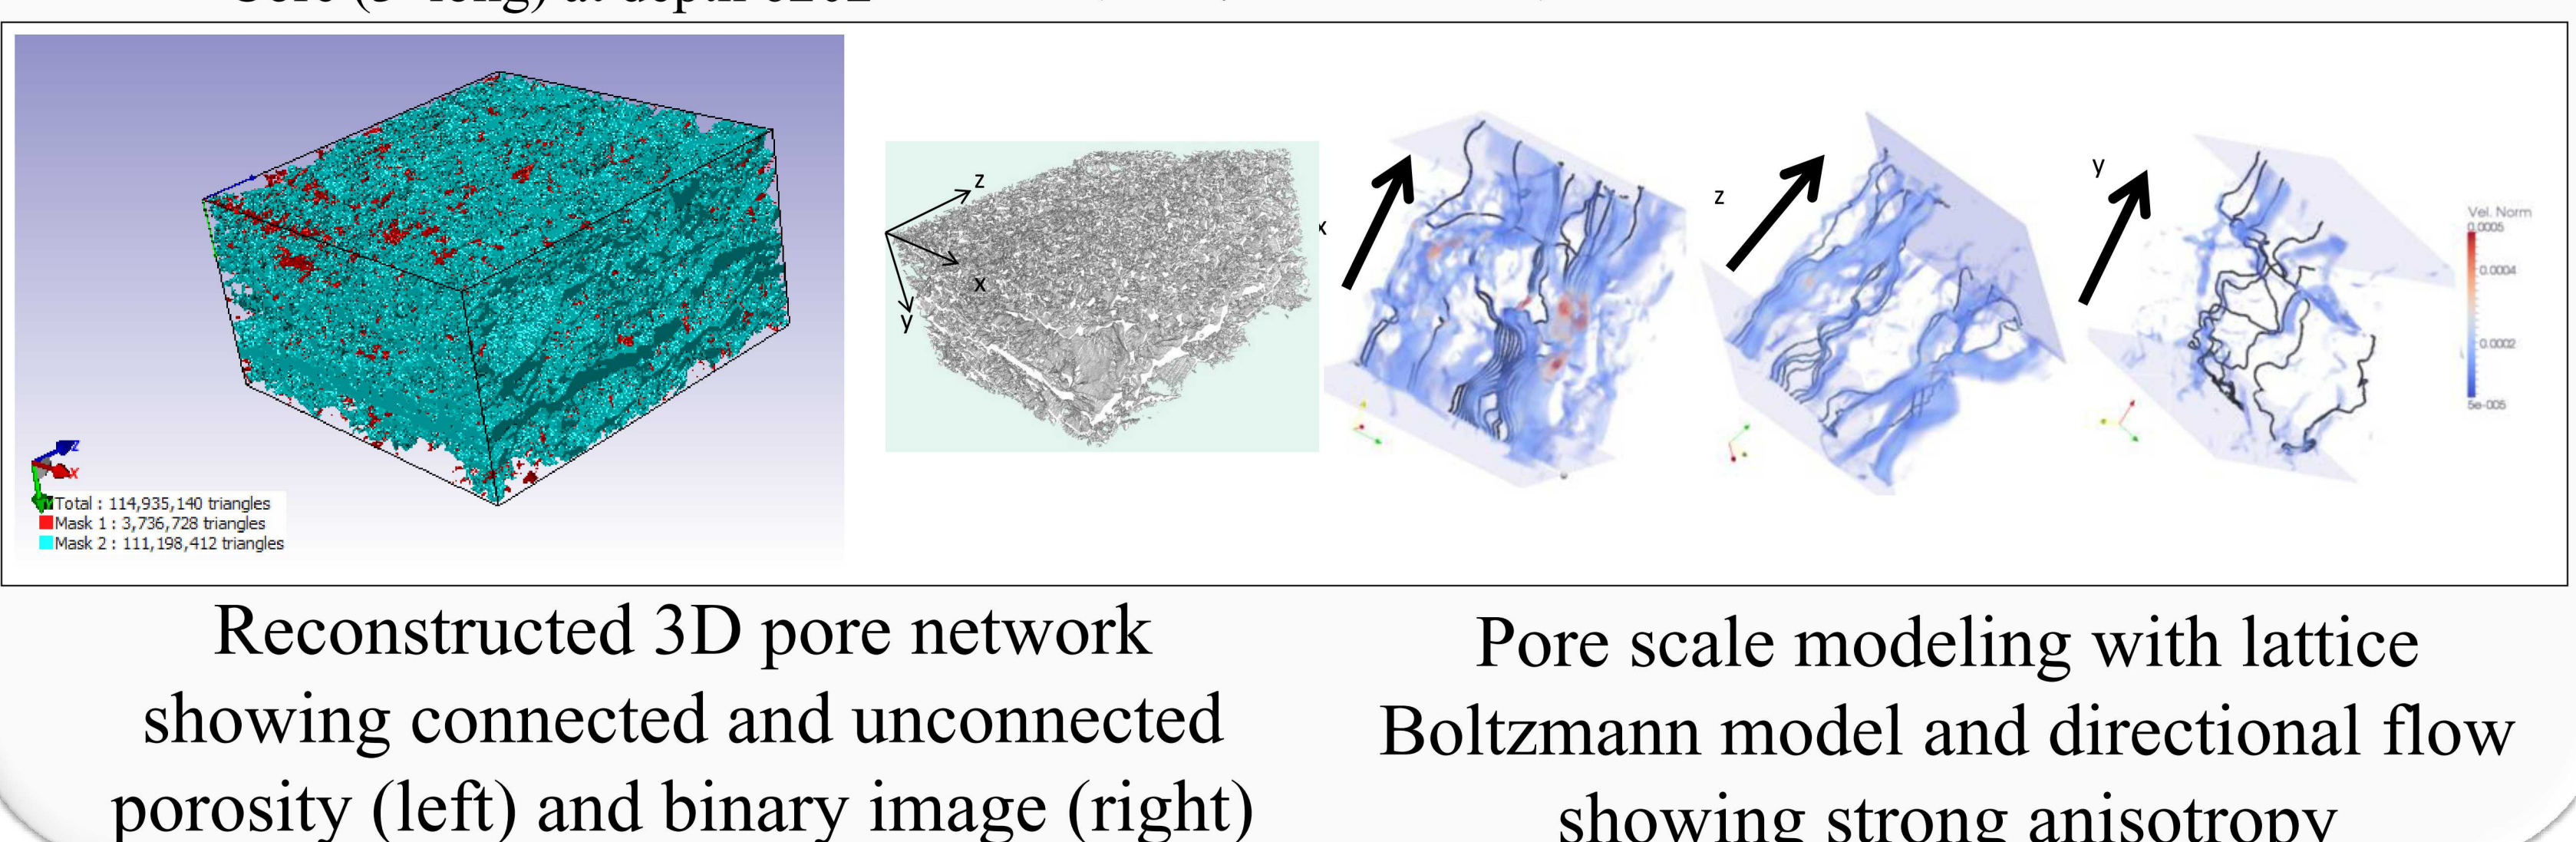 z
x
y
x
z
y
Vel. Norm
0.0005
0.0004
0.0002
5e-005
z
x
Total : 114,935,140 triangles
Mask 1 : 3,736,728 triangles
Mask 2 : 111,198,412 triangles
Reconstructed 3D pore network
showing connected and unconnected
porosity (left) and binary image (right)
Pore scale modeling with lattice
Boltzmann model and directional flow
showing strong anisotropy